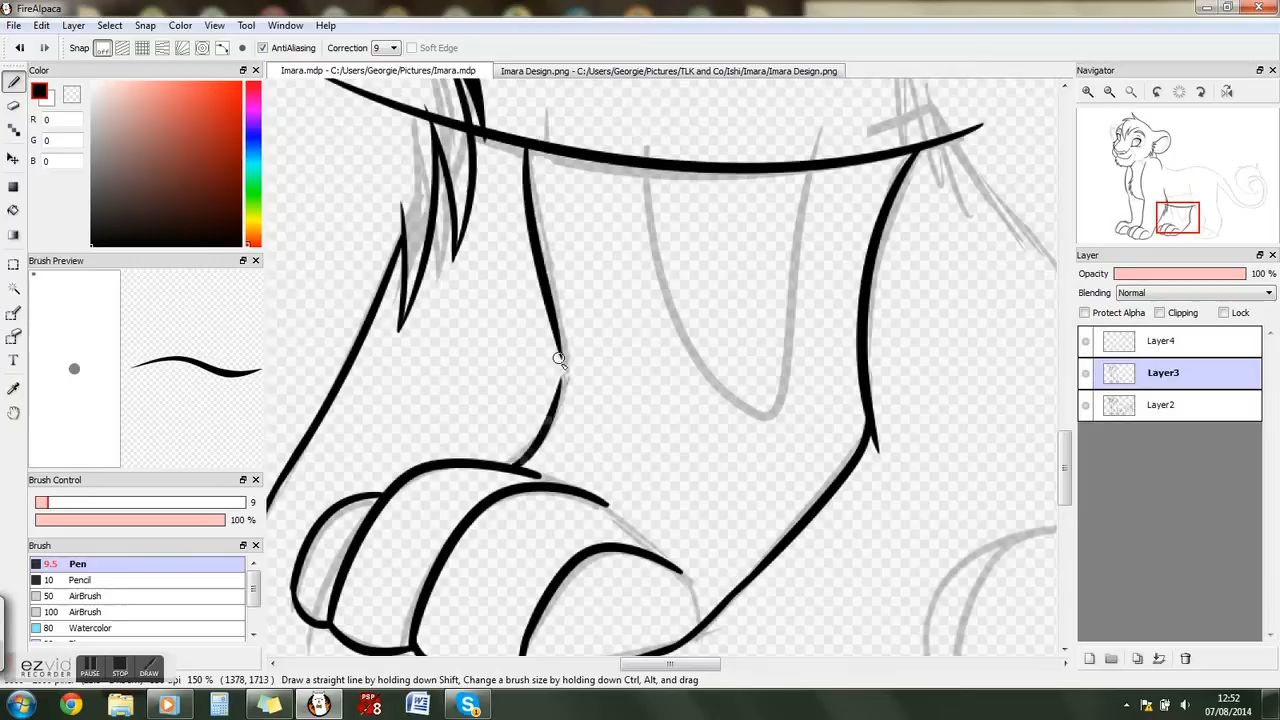 FireAlpaca
File Edit Layer Select Snap Color View Tool Window Help
Snap off AntiAliasing Correction 9 Soft Edge
Color
R 0
G 0
B 0
Brush Preview
Brush Control
9
100 %
Brush
9.5 Pen
10 Pencil
50 AirBrush
100 AirBrush
80 Watercolor
Imara.mdp - C:/Users/Georgie/Pictures/Imara.mdp
Imara Design.png - C:/Users/Georgie/Pictures/TLK and Co/Ishi/Imara/Imara Design.png
Navigator
Layer
Opacity 100 %
Blending Normal
Protect Alpha Clipping Lock
Layer4
Layer3
Layer2
ezvid
RECORDER
PAUSE STOP DRAW
150 % (1378, 1713) Draw a straight line by holding down Shift, Change a brush size by holding down Ctrl, Alt, and drag
PSP 8
12:52
07/08/2014